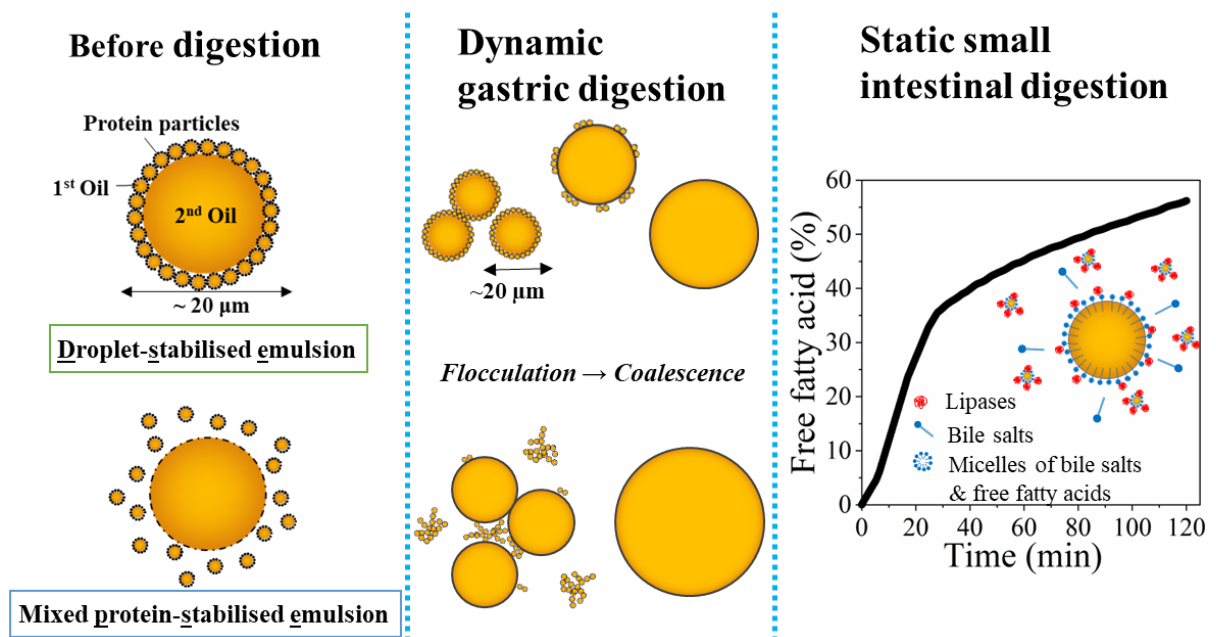 Before digestion
Protein particles
1st Oil
2nd Oil
~ 20 μm
Droplet-stabilised emulsion
Mixed protein-stabilised emulsion
Dynamic
gastric digestion
~20 μm
Flocculation → Coalescence
Static small
intestinal digestion
Free fatty acid (%)
60
50
40
30
20
10
0
Lipases
Bile salts
Micelles of bile salts
& free fatty acids
0 20 40 60 80 100 120
Time (min)